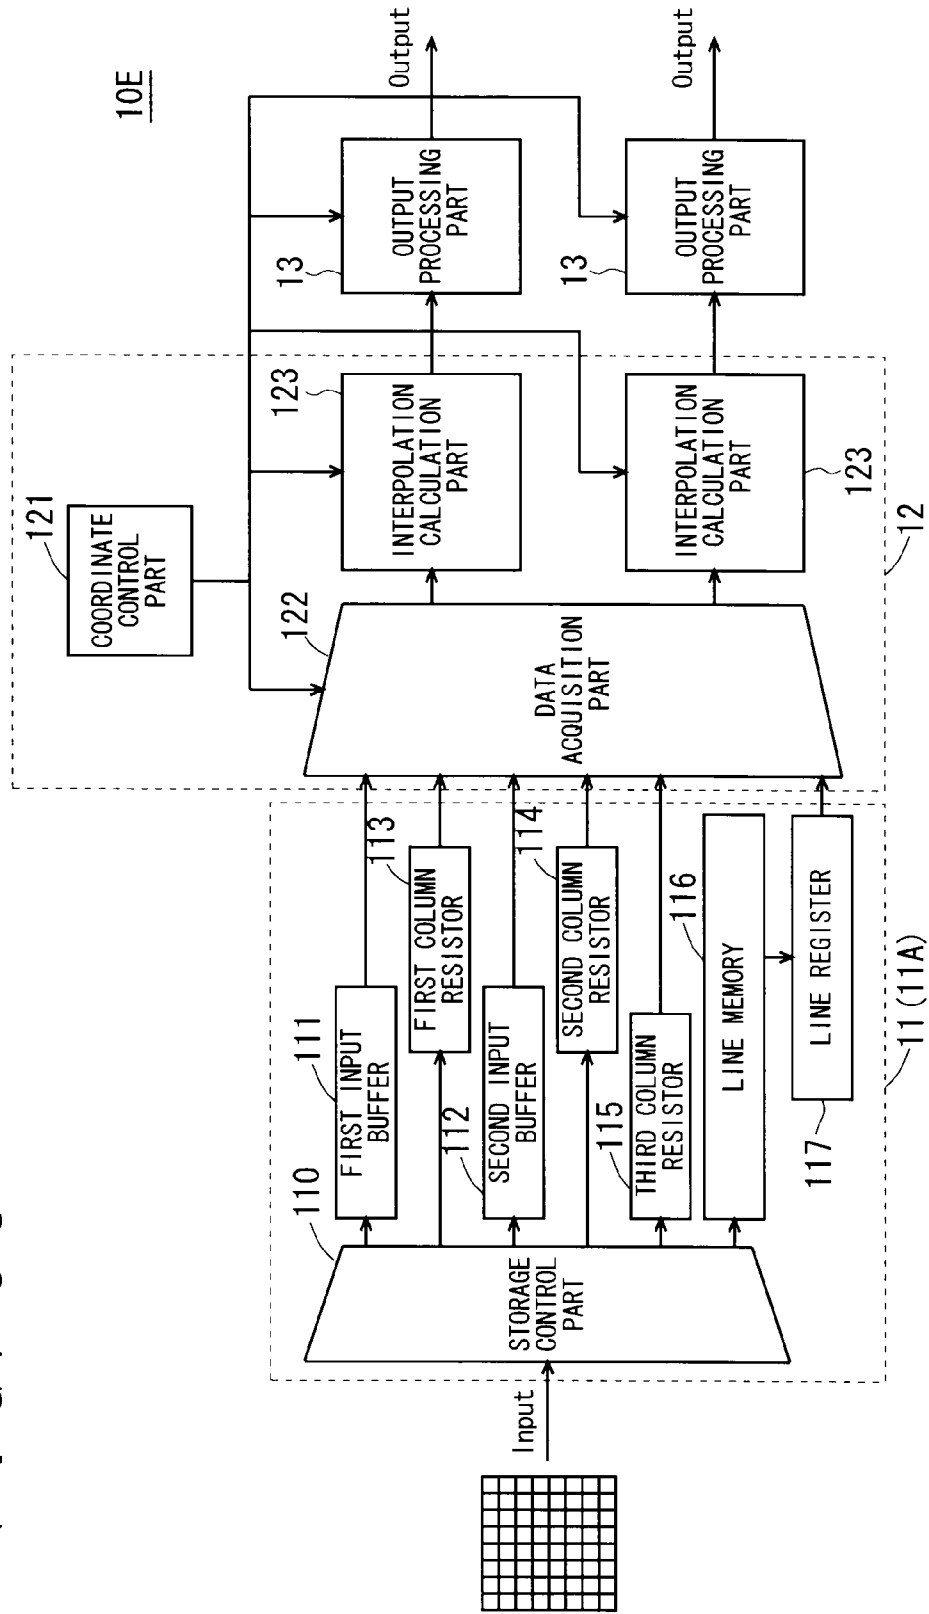 10E
121
COORDINATE
CONTROL
PART
Input
110
STORAGE
CONTROL
PART
111
FIRST INPUT
BUFFER
113
FIRST COLUMN
RESISTOR
112
SECOND INPUT
BUFFER
114
SECOND COLUMN
RESISTOR
115
THIRD COLUMN
RESISTOR
116
LINE MEMORY
117
LINE REGISTER
11(11A)
122
DATA
ACQUISITION
PART
123
INTERPOLATION
CALCULATION
PART
INTERPOLATION
CALCULATION
PART
123
12
13
OUTPUT
PROCESSING
PART
Output
13
OUTPUT
PROCESSING
PART
Output